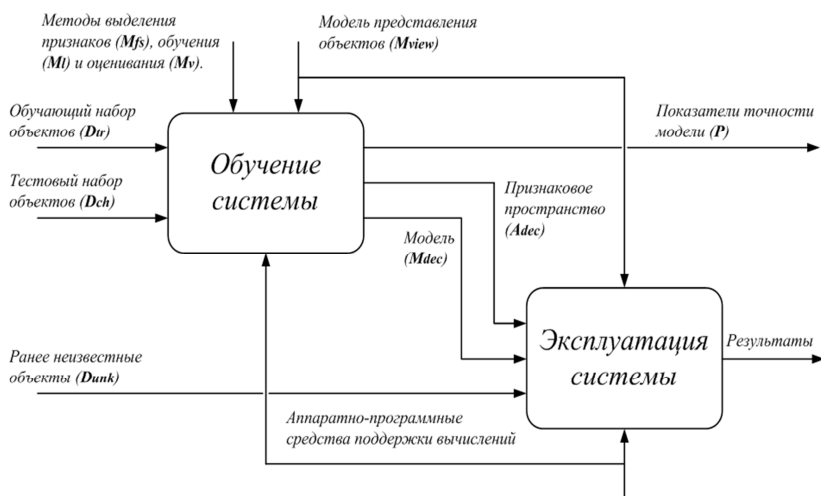 Методы выделения
признаков (Mfs), обучения
(Ml) и оценивания (Mv).
Модель представления
объектов (Mview)
Обучающий набор
объектов (Dtr)
Показатели точности
модели (P)
Обучение
системы
Тестовый набор
объектов (Dch)
Признаковое
пространство
(Adec)
Модель
(Mdec)
Ранее неизвестные
объекты (Dunk)
Эксплуатация
системы
Результаты
Аппаратно-программные
средства поддержки вычислений